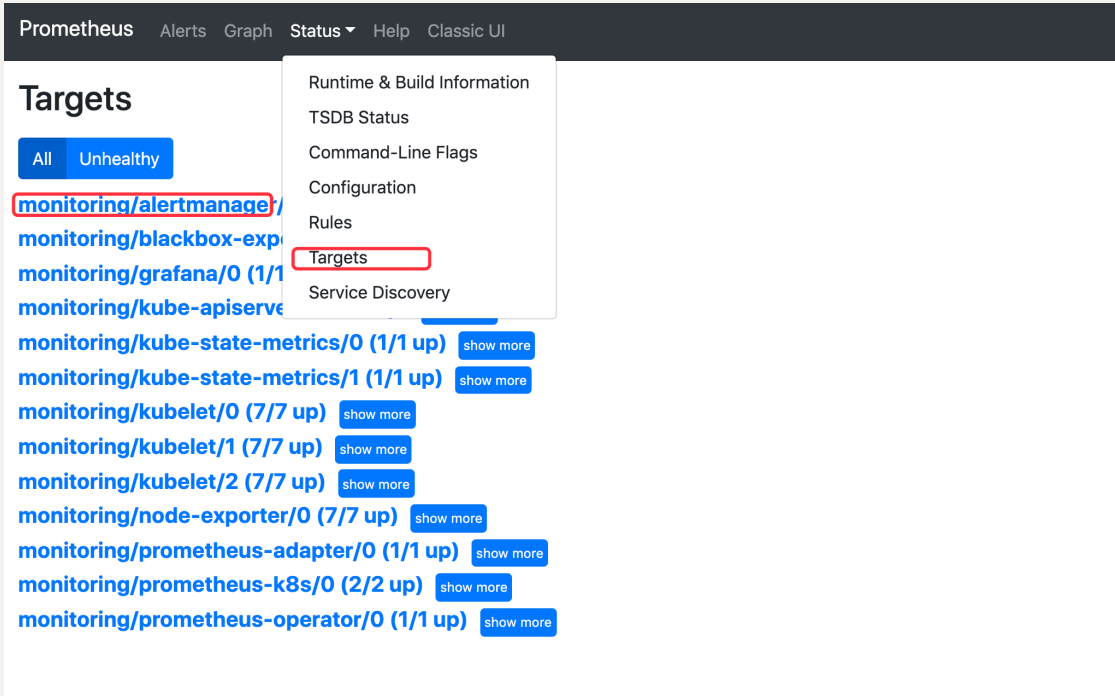 Prometheus Alerts Graph Status Help Classic UI
Runtime & Build Information
TSDB Status
Command-Line Flags
Configuration
Rules
Targets
Service Discovery
Targets
All Unhealthy
monitoring/alertmanager/
monitoring/blackbox-exp
monitoring/grafana/0 (1/1
monitoring/kube-apiserve
monitoring/kube-state-metrics/0 (1/1 up) show more
monitoring/kube-state-metrics/1 (1/1 up) show more
monitoring/kubelet/0 (7/7 up) show more
monitoring/kubelet/1 (7/7 up) show more
monitoring/kubelet/2 (7/7 up) show more
monitoring/node-exporter/0 (7/7 up) show more
monitoring/prometheus-adapter/0 (1/1 up) show more
monitoring/prometheus-k8s/0 (2/2 up) show more
monitoring/prometheus-operator/0 (1/1 up) show more